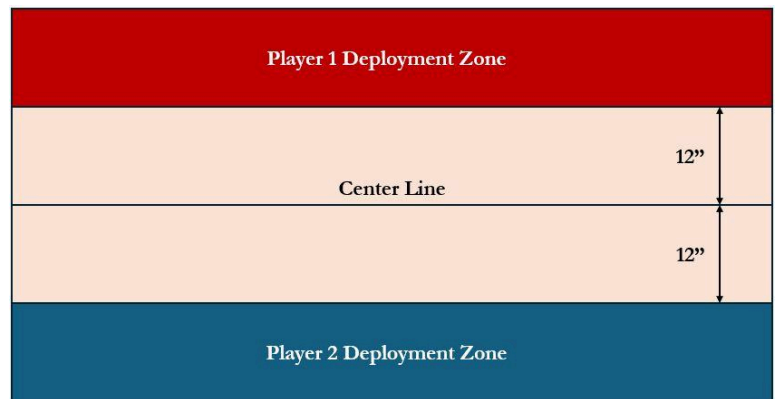 Player 1 Deployment Zone
12”
Center Line
12”
Player 2 Deployment Zone